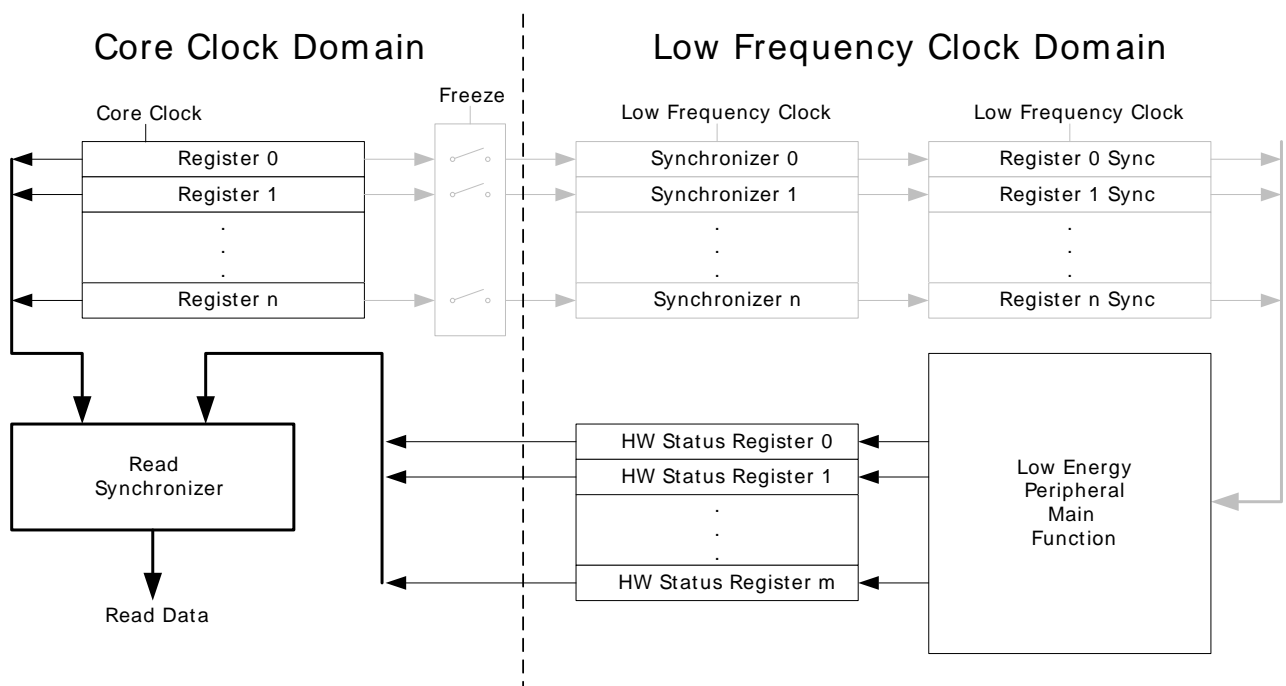 Core Clock Domain
Low Frequency Clock Domain
Freeze
Core Clock
Low Frequency Clock
Low Frequency Clock
Register 0
Synchronizer 0
Register 0 Sync
Register 1
Synchronizer 1
Register 1 Sync
.
.
.
.
.
.
.
.
.
Register n
Synchronizer n
Register n Sync
HW Status Register 0
HW Status Register 1
.
.
.
HW Status Register m
Read
Synchronizer
Low Energy
Peripheral
Main
Function
Read Data